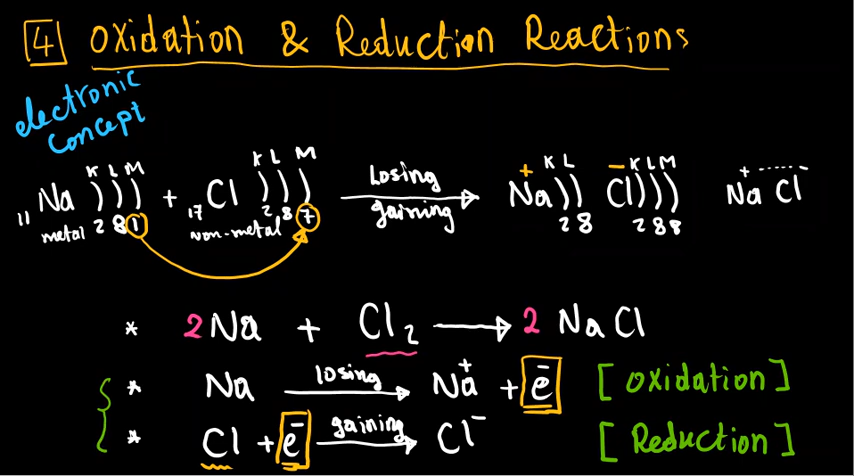 4 Oxidation & Reduction Reactions
electronic
concept
K L M K L M Losing + K L − K L M + −
11 Na ))) + 17 Cl ))) → Na )) Cl ))) Na Cl
metal 2 8 1 non-metal 2 8 7 gaining 2 8 2 8 8
* 2 Na + Cl₂ → 2 NaCl
* Na losing → Na⁺ + e⁻ [Oxidation]
* Cl + e⁻ gaining → Cl⁻ [Reduction]